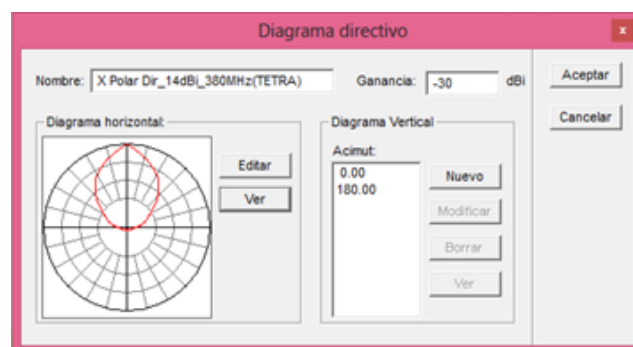 Diagrama directivo
x
Nombre: X Polar Dir_14dBi_380MHz(TETRA) Ganancia: -30 dBi
Aceptar
Cancelar
Diagrama horizontal:
Editar
Ver
Diagrama Vertical
Acimut:
0.00
180.00
Nuevo
Modificar
Borrar
Ver